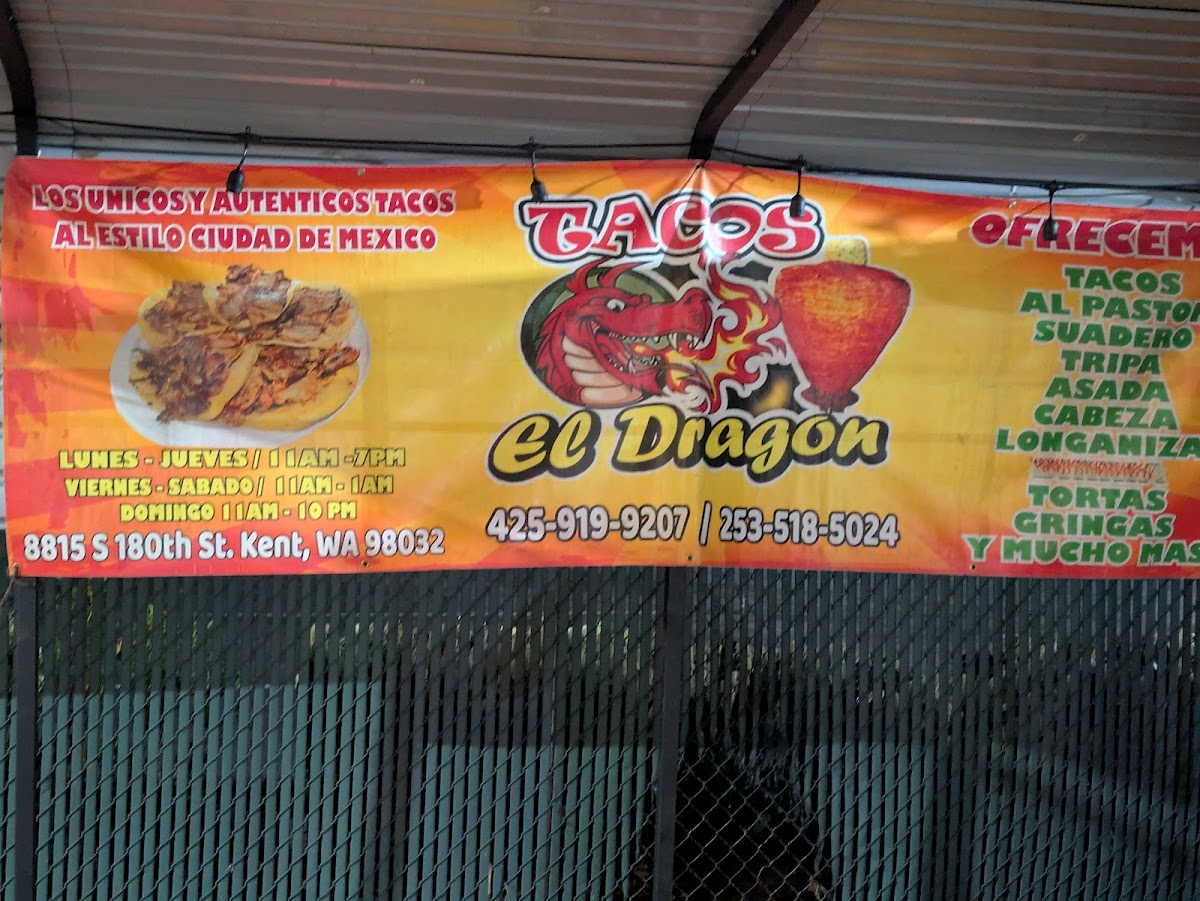 LOS UNICOS Y AUTENTICOS TACOS
AL ESTILO CIUDAD DE MEXICO
LUNES - JUEVES / 11AM -7PM
VIERNES - SABADO / 11AM - 1AM
DOMINGO 11AM - 10 PM
8815 S 180th St. Kent, WA 98032
TACOS
El Dragon
425-919-9207 / 253-518-5024
OFRECEM
TACOS
AL PASTOR
SUADERO
TRIPA
ASADA
CABEZA
LONGANIZA
TORTAS
GRINGAS
Y MUCHO MAS